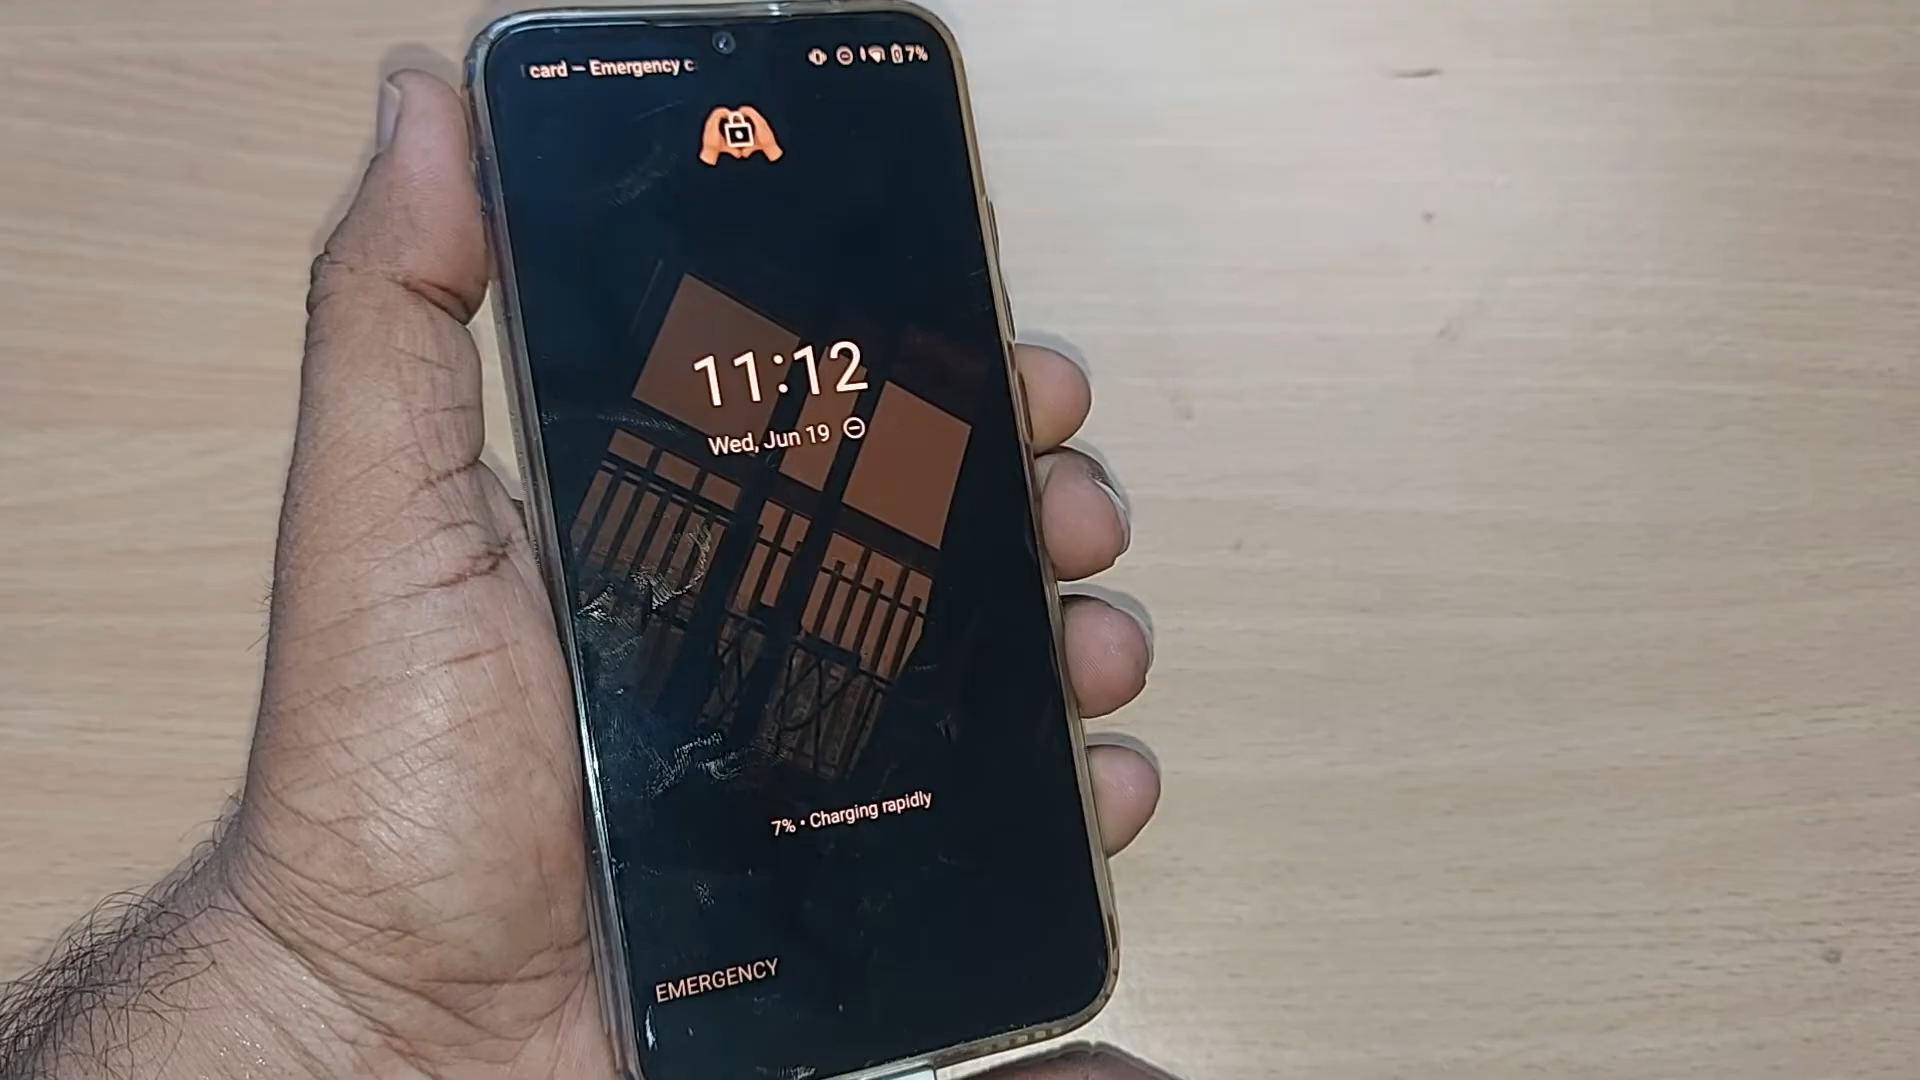 card – Emergency c
7%
11:12
Wed, Jun 19
7% • Charging rapidly
EMERGENCY